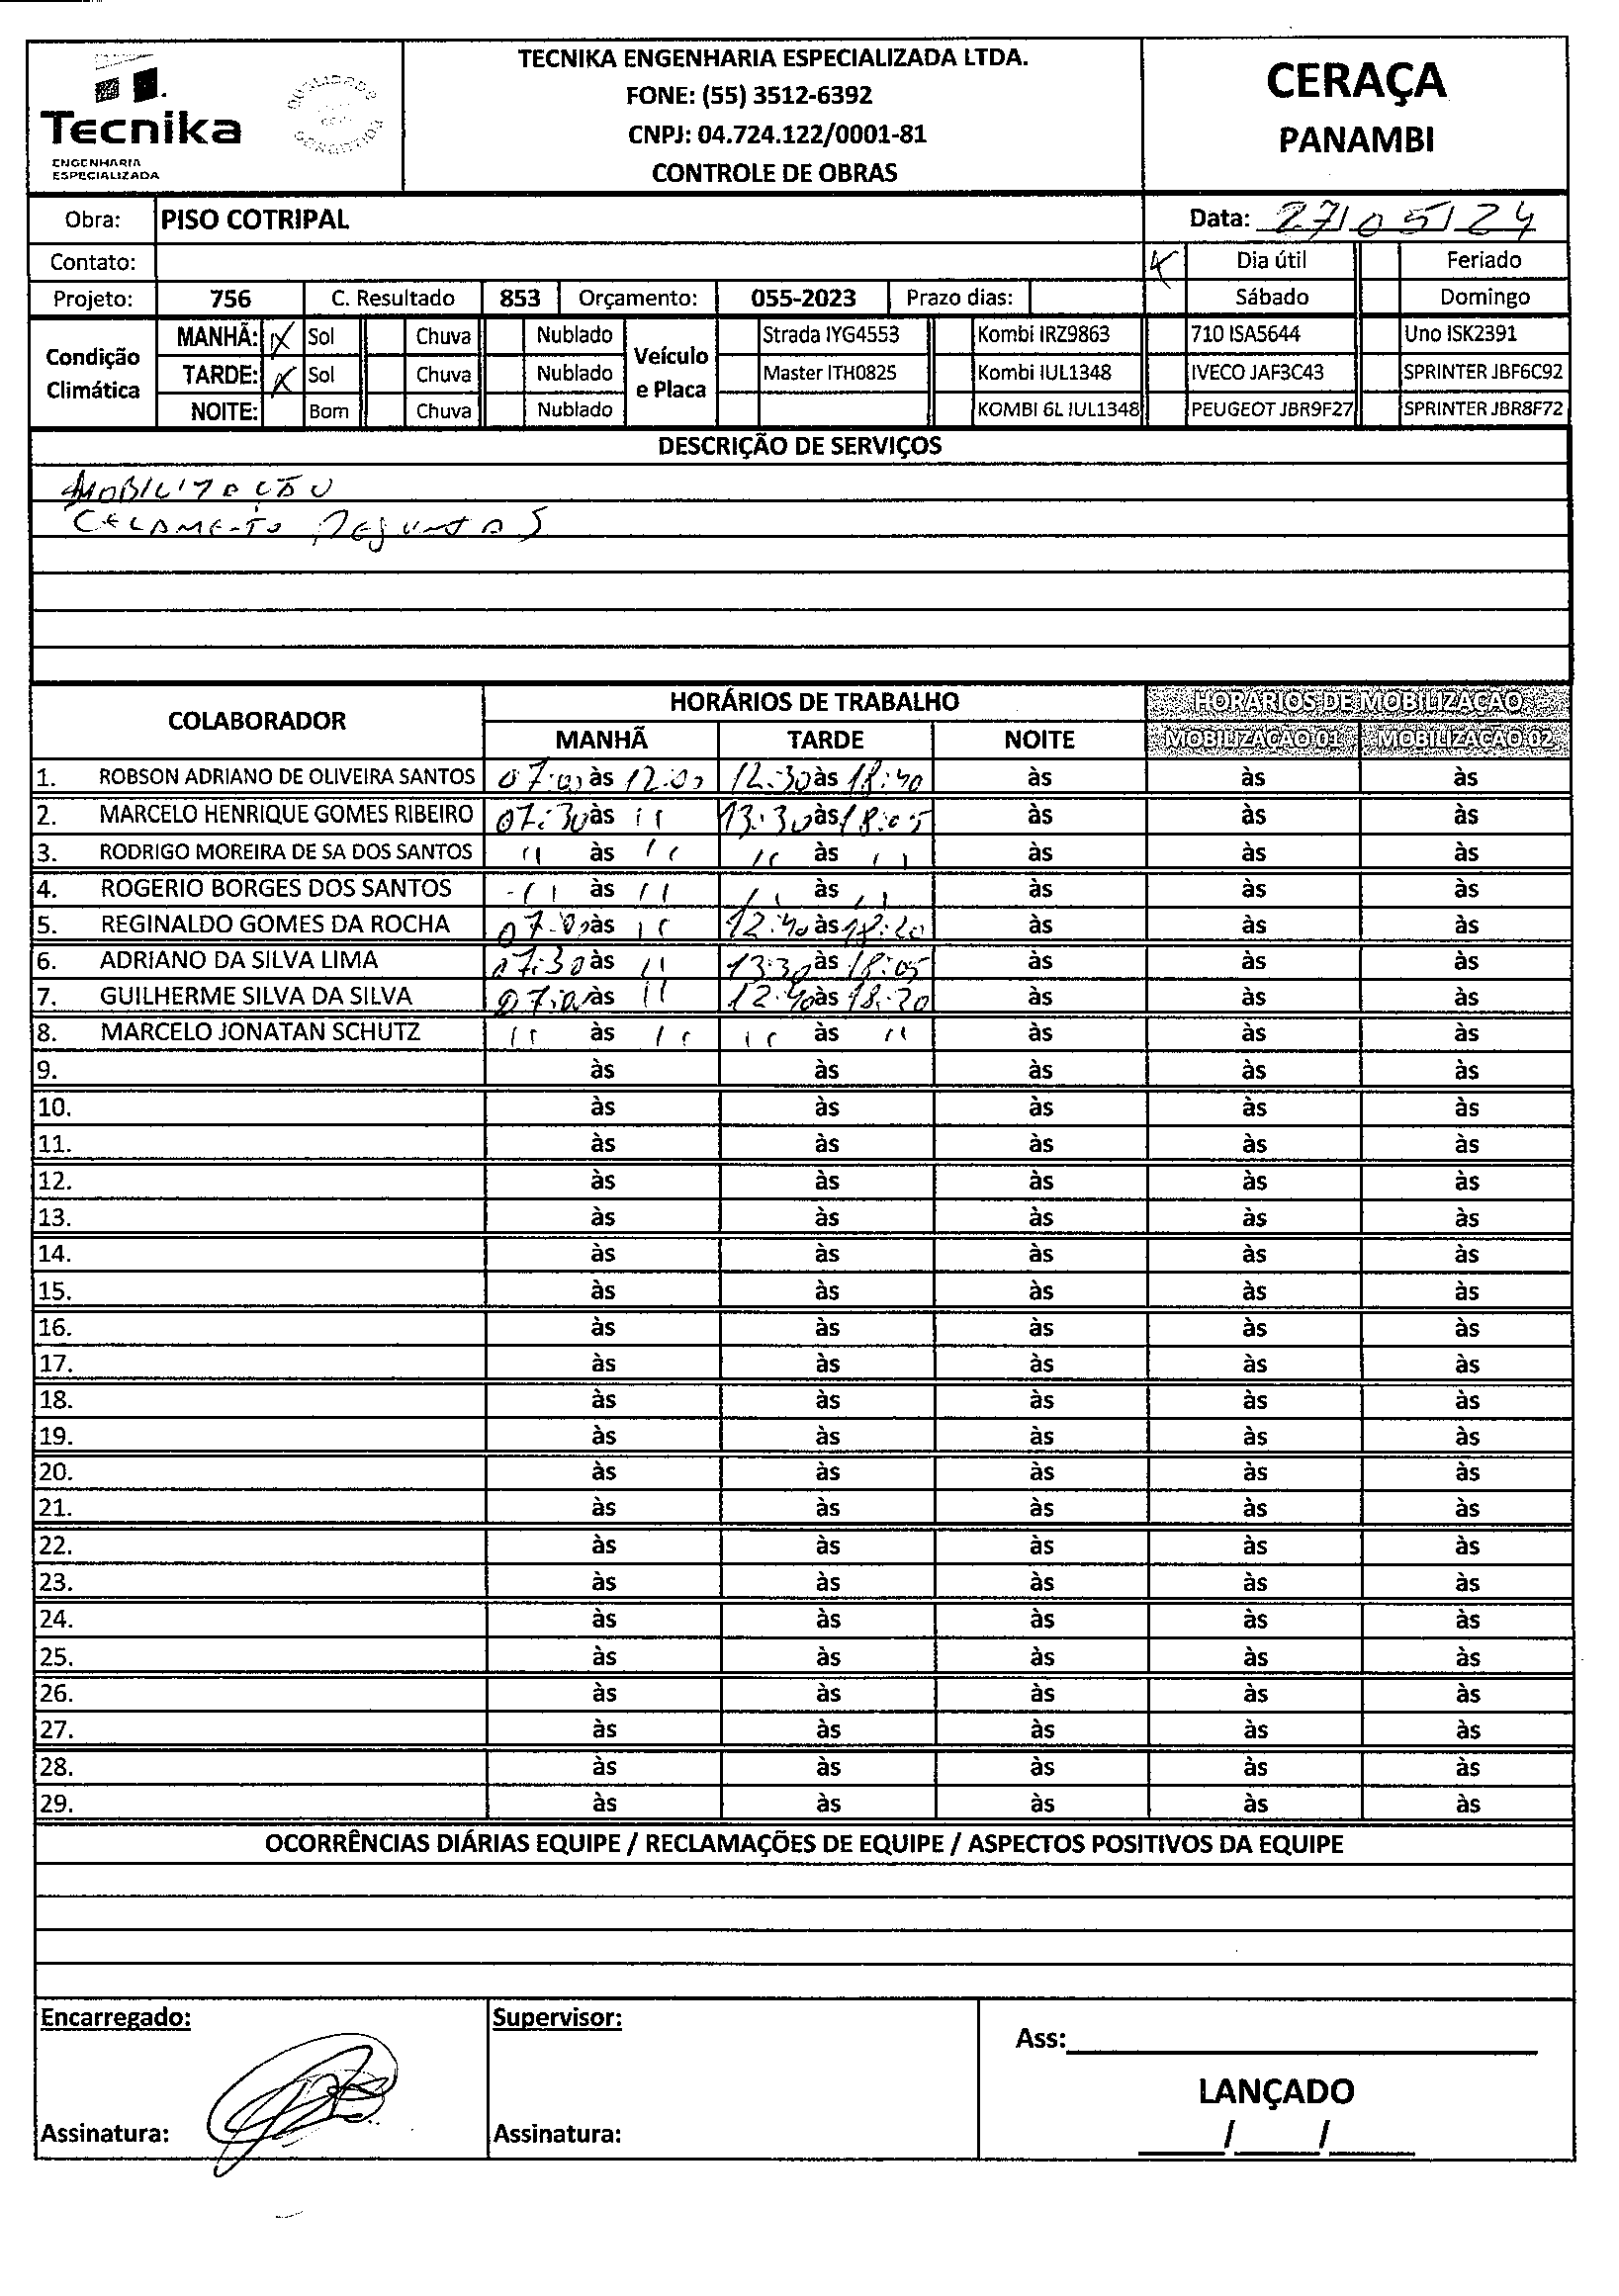 TECNIKA ENGENHARIA ESPECIALIZADA LTDA.
FONE: (55) 3512-6392
CNPJ: 04.724.122/0001-81
CONTROLE DE OBRAS
Tecnika
ENGENHARIA
ESPECIALIZADA
CERAÇA
PANAMBI
Obra: PISO COTRIPAL Data: 27/05/24
Contato: X Dia útil Feriado
Projeto: 756 C. Resultado 853 Orçamento: 055-2023 Prazo dias: Sábado Domingo
Condição Climática
MANHÃ: X Sol Chuva Nublado
TARDE: X Sol Chuva Nublado
NOITE: Bom Chuva Nublado
Veículo e Placa
Strada IYG4553 Kombi IRZ9863 710 ISA5644 Uno ISK2391
Master ITH0825 Kombi IUL1348 IVECO JAF3C43 SPRINTER JBF6C92
KOMBI 6L IUL1348 PEUGEOT JBR9F27 SPRINTER JBR8F72
DESCRIÇÃO DE SERVIÇOS
MOBILIZAÇÃO
CELAMENTO
COLABORADOR HORÁRIOS DE TRABALHO HORÁRIOS DE MOBILIZAÇÃO
MANHÃ TARDE NOITE MOBILIZAÇÃO 01 MOBILIZAÇÃO 02
1. ROBSON ADRIANO DE OLIVEIRA SANTOS 07:00 às 12:00 12:30 às 18:40 às às às
2. MARCELO HENRIQUE GOMES RIBEIRO 07:30 às " 13:30 às 18:05 às às às
3. RODRIGO MOREIRA DE SA DOS SANTOS " às " " às " às às às
4. ROGERIO BORGES DOS SANTOS " às " " às " às às às
5. REGINALDO GOMES DA ROCHA 07:00 às " 12:40 às 18:20 às às às
6. ADRIANO DA SILVA LIMA 07:30 às " 13:30 às 18:05 às às às
7. GUILHERME SILVA DA SILVA 07:00 às " 12:40 às 18:20 às às às
8. MARCELO JONATAN SCHUTZ " às " " às " às às às
9. às às às às às
10. às às às às às
11. às às às às às
12. às às às às às
13. às às às às às
14. às às às às às
15. às às às às às
16. às às às às às
17. às às às às às
18. às às às às às
19. às às às às às
20. às às às às às
21. às às às às às
22. às às às às às
23. às às às às às
24. às às às às às
25. às às às às às
26. às às às às às
27. às às às às às
28. às às às às às
29. às às às às às
OCORRÊNCIAS DIÁRIAS EQUIPE / RECLAMAÇÕES DE EQUIPE / ASPECTOS POSITIVOS DA EQUIPE
Encarregado: Supervisor:
Ass:
LANÇADO
Assinatura: Assinatura: / /